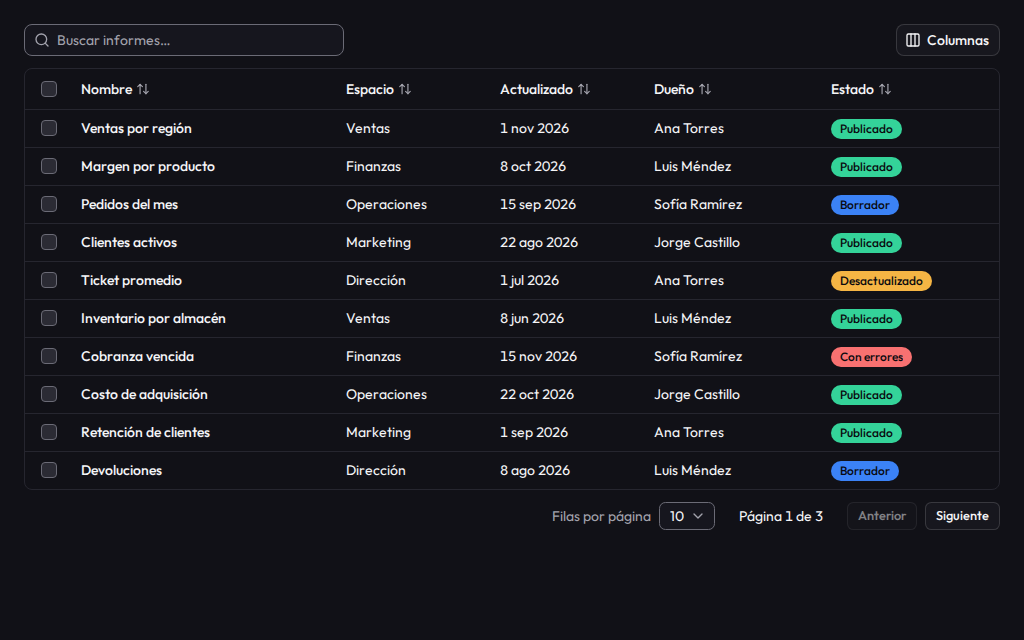 Buscar informes…
Columnas
Nombre Espacio Actualizado Dueño Estado
Ventas por región Ventas 1 nov 2026 Ana Torres Publicado
Margen por producto Finanzas 8 oct 2026 Luis Méndez Publicado
Pedidos del mes Operaciones 15 sep 2026 Sofía Ramírez Borrador
Clientes activos Marketing 22 ago 2026 Jorge Castillo Publicado
Ticket promedio Dirección 1 jul 2026 Ana Torres Desactualizado
Inventario por almacén Ventas 8 jun 2026 Luis Méndez Publicado
Cobranza vencida Finanzas 15 nov 2026 Sofía Ramírez Con errores
Costo de adquisición Operaciones 22 oct 2026 Jorge Castillo Publicado
Retención de clientes Marketing 1 sep 2026 Ana Torres Publicado
Devoluciones Dirección 8 ago 2026 Luis Méndez Borrador
Filas por página 10 Página 1 de 3 Anterior Siguiente